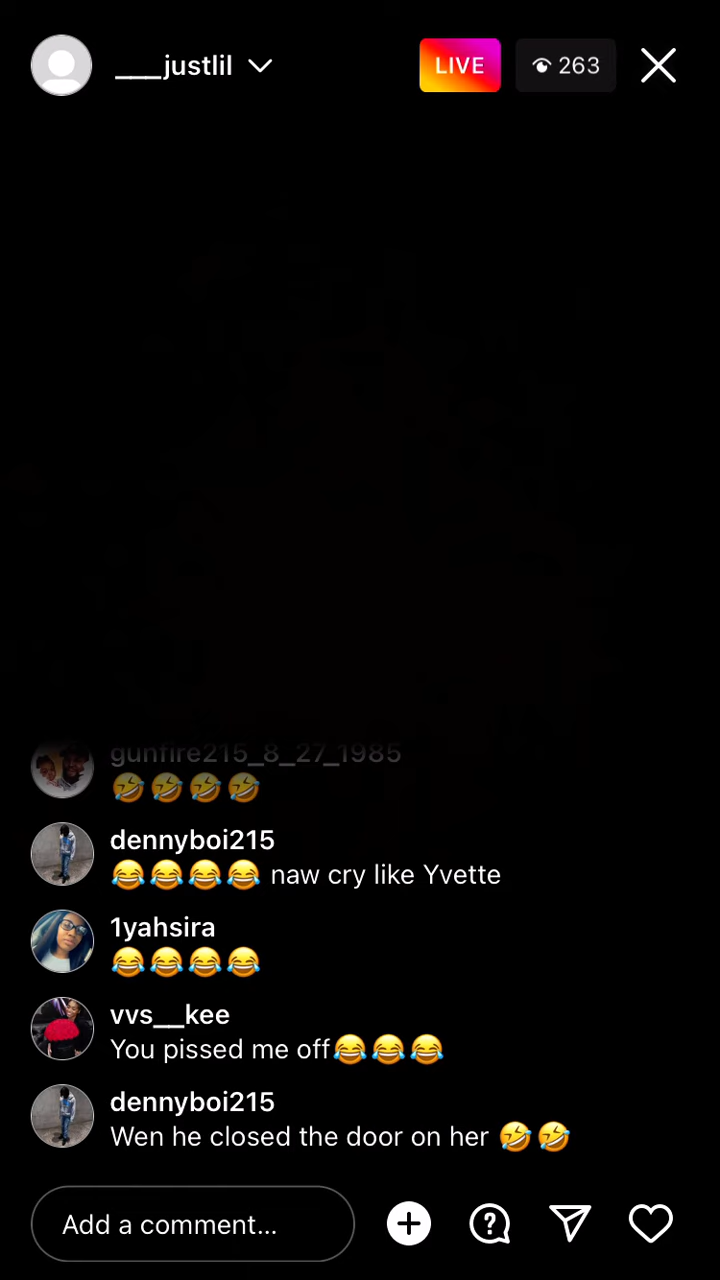 ___justlil
LIVE
263
gunfire215_8_27_1985
🤣🤣🤣🤣
dennyboi215
😂😂😂😂 naw cry like Yvette
1yahsira
😂😂😂😂
vvs__kee
You pissed me off😂😂😂
dennyboi215
Wen he closed the door on her 🤣🤣
Add a comment...